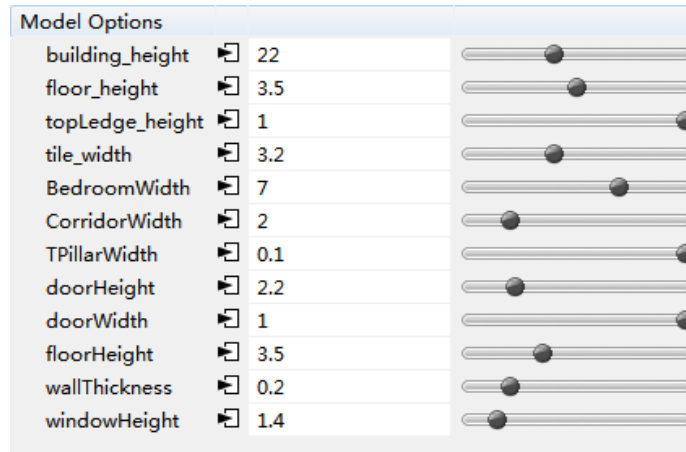 Model Options
building_height 22
floor_height 3.5
topLedge_height 1
tile_width 3.2
BedroomWidth 7
CorridorWidth 2
TPillarWidth 0.1
doorHeight 2.2
doorWidth 1
floorHeight 3.5
wallThickness 0.2
windowHeight 1.4